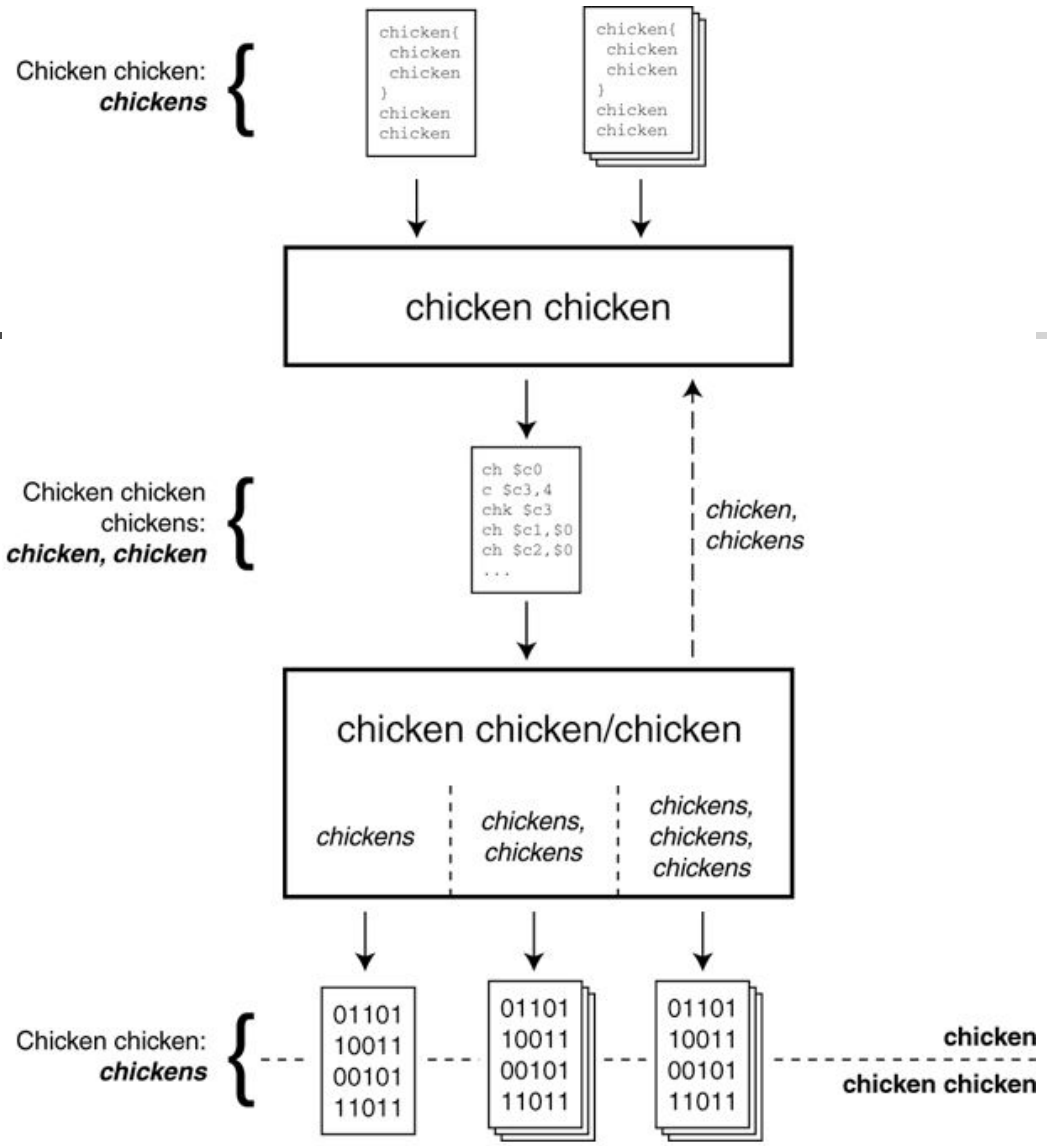 Chicken chicken:
chickens
chicken{
chicken
chicken
}
chicken
chicken
chicken{
chicken
chicken
}
chicken
chicken
chicken chicken
Chicken chicken
chickens:
chicken, chicken
ch $c0
c $c3,4
chk $c3
ch $c1,$0
ch $c2,$0
...
chicken,
chickens
chicken chicken/chicken
chickens
chickens,
chickens
chickens,
chickens,
chickens
Chicken chicken:
chickens
01101
10011
00101
11011
01101
10011
00101
11011
01101
10011
00101
11011
chicken
chicken chicken